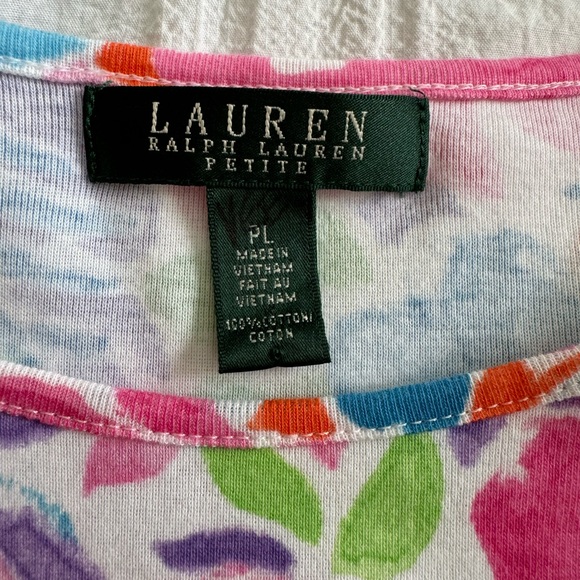 LAUREN
RALPH LAUREN
PETITE
PL
MADE IN
VIETNAM
FAIT AU
VIETNAM
100% COTTON/
COTON